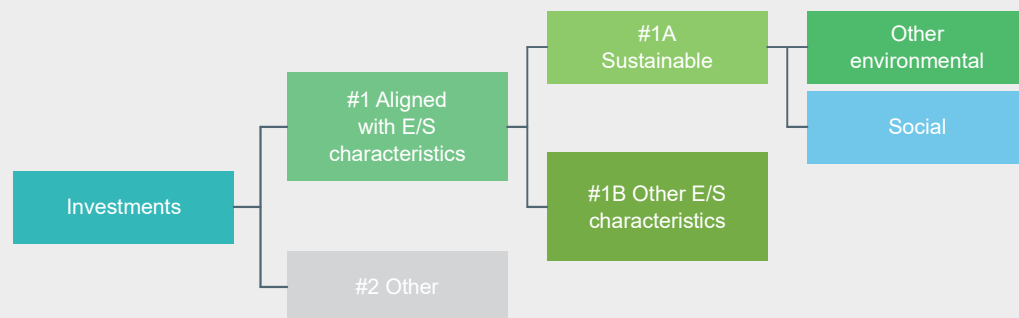 #1A
Sustainable
Other
environmental
#1 Aligned
with E/S
characteristics
Social
Investments
#1B Other E/S
characteristics
#2 Other